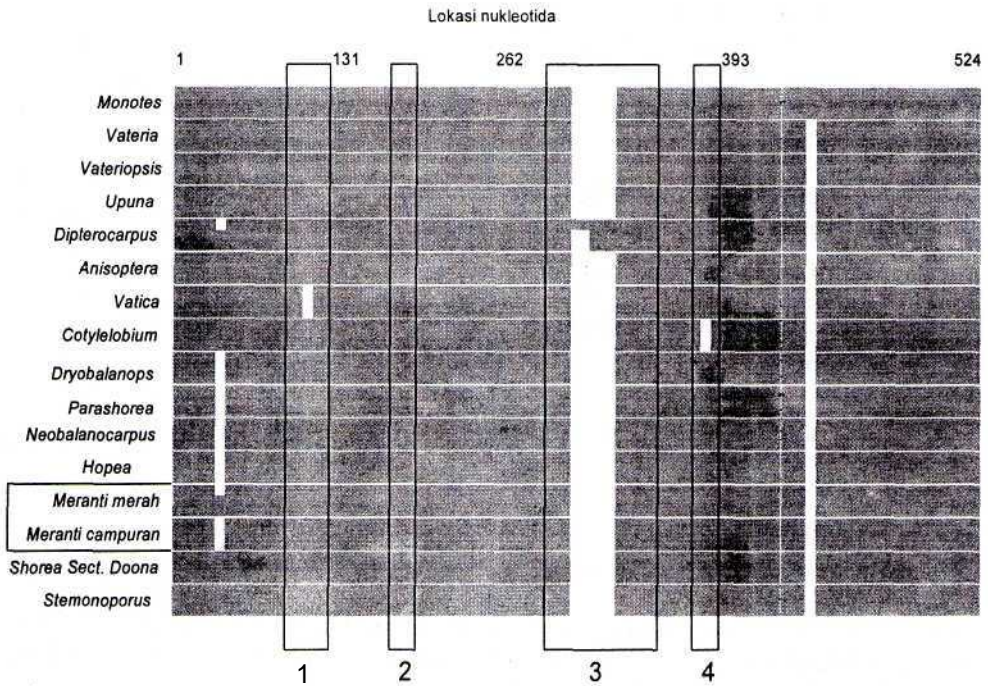 Lokasi nukleotida
1 131 262 393 524
Monotes
Vateria
Vateriopsis
Upuna
Dipterocarpus
Anisoptera
Vatica
Cotylelobium
Dryobalanops
Parashorea
Neobalanocarpus
Hopea
Meranti merah
Meranti campuran
Shorea Sect. Doona
Stemonoporus
1 2 3 4